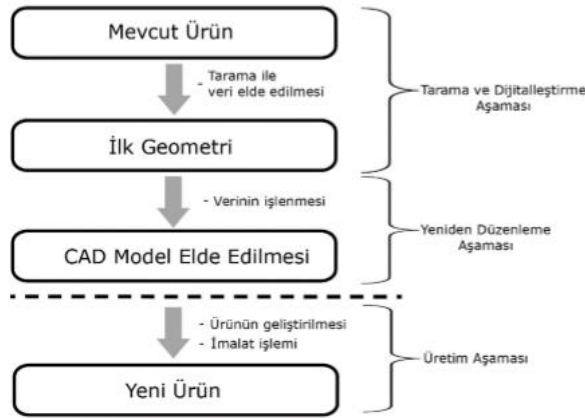 Mevcut Ürün
- Tarama ile
veri elde edilmesi
Tarama ve Dijitalleştirme
Aşaması
İlk Geometri
- Verinin işlenmesi
Yeniden Düzenleme
Aşaması
CAD Model Elde Edilmesi
- Ürünün geliştirilmesi
- İmalat işlemi
Üretim Aşaması
Yeni Ürün